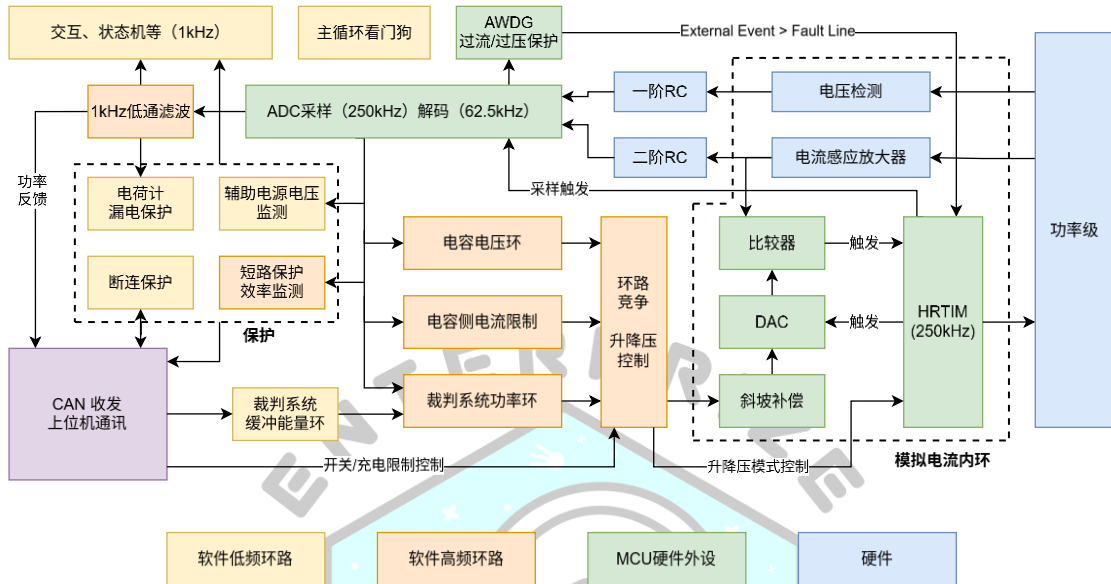 交互、状态机等（1kHz）
主循环看门狗
AWDG
过流/过压保护
External Event > Fault Line
1kHz低通滤波
ADC采样（250kHz）解码（62.5kHz）
一阶RC
电压检测
二阶RC
电流感应放大器
功率
反馈
采样触发
电荷计
漏电保护
辅助电源电压
监测
断连保护
短路保护
效率监测
保护
电容电压环
电容侧电流限制
裁判系统功率环
环路
竞争
升降压
控制
比较器
触发
DAC
触发
斜坡补偿
HRTIM
(250kHz)
功率级
CAN 收发
上位机通讯
裁判系统
缓冲能量环
开关/充电限制控制
升降压模式控制
模拟电流内环
ENTERPRIZE
软件低频环路
软件高频环路
MCU硬件外设
硬件